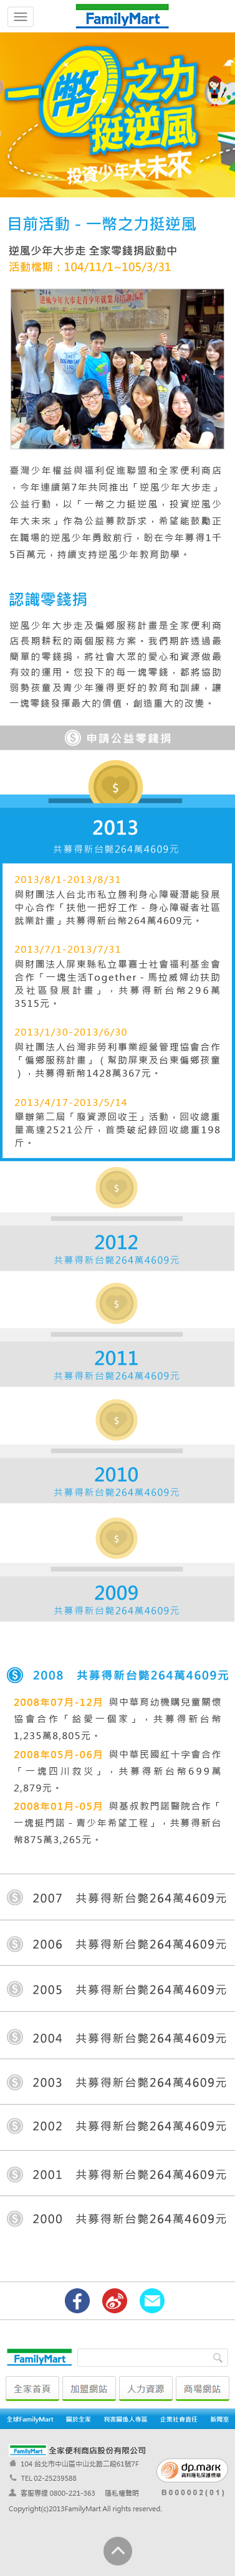 FamilyMart
一幣之力挺逆風
投資少年大未來
目前活動 - 一幣之力挺逆風
逆風少年大步走 全家零錢捐啟動中
活動檔期：104/11/1~105/3/31
臺灣少年權益與福利促進聯盟和全家便利商店
，今年連續第7年共同推出「逆風少年大步走」
公益行動，以「一幣之力挺逆風，投資逆風少
年大未來」作為公益募款訴求，希望能鼓勵正
在職場的逆風少年勇敢前行，盼在今年募得1千
5百萬元，持續支持逆風少年教育助學。
認識零錢捐
逆風少年大步走及偏鄉服務計畫是全家便利商
店長期耕耘的兩個服務方案。我們期許透過最
簡單的零錢捐，將社會大眾的愛心和資源做最
有效的運用。您投下的每一塊零錢，都將協助
弱勢孩童及青少年獲得更好的教育和訓練，讓
一塊零錢發揮最大的價值，創造重大的改變。
$ 申請公益零錢捐
$
2013
共募得新台斃264萬4609元
2013/8/1-2013/8/31
與財團法人台北市私立勝利身心障礙潛能發展
中心合作「扶他一把好工作 - 身心障礙者社區
就業計畫」共募得新台幣264萬4609元。
2013/7/1-2013/7/31
與財團法人屏東縣私立畢嘉士社會福利基金會
合作「一塊生活Together - 馬拉威婦幼扶助
及社區發展計畫」，共募得新台幣296萬
3515元。
2013/1/30-2013/6/30
與社團法人台灣非勞利事業經營管理協會合作
「偏鄉服務計畫」（幫助屏東及台東偏鄉孩童
），共募得新幣1428萬367元。
2013/4/17-2013/5/14
舉辦第二屆「廢資源回收王」活動，回收總重
量高達2521公斤，首獎破紀錄回收總重198
斤。
$
2012
共募得新台斃264萬4609元
$
2011
共募得新台斃264萬4609元
$
2010
共募得新台斃264萬4609元
$
2009
共募得新台斃264萬4609元
$ 2008 共募得新台斃264萬4609元
2008年07月-12月 與中華育幼機購兒童關懷
協會合作「給愛一個家」，共募得新台幣
1,235萬8,805元。
2008年05月-06月 與中華民國紅十字會合作
「一塊四川救災」，共募得新台幣699萬
2,879元。
2008年01月-05月 與基叔教門諾醫院合作「
一塊挺門諾 - 青少年希望工程」，共募得新台
幣875萬3,265元。
$ 2007 共募得新台斃264萬4609元
$ 2006 共募得新台斃264萬4609元
$ 2005 共募得新台斃264萬4609元
$ 2004 共募得新台斃264萬4609元
$ 2003 共募得新台斃264萬4609元
$ 2002 共募得新台斃264萬4609元
$ 2001 共募得新台斃264萬4609元
$ 2000 共募得新台斃264萬4609元
FamilyMart
全家首頁 加盟網站 人力資源 商場網站
全球FamilyMart 關於全家 利害關係人專區 企業社會責任 新聞室
FamilyMart 全家便利商店股份有限公司
104 台北市中山區中山北路二段61號7F
TEL 02-25239588
客服專線 0800-221-363 隱私權聲明
Copyright(c)2013FamilyMart All rights reserved.
dp.mark
資料隱私保護標章
B000002(01)